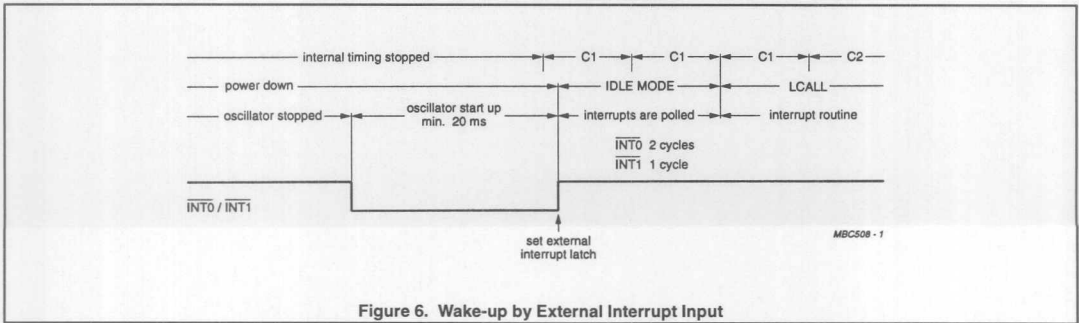 internal timing stopped C1 C1 C1 C2
power down IDLE MODE LCALL
oscillator stopped oscillator start up min. 20 ms interrupts are polled interrupt routine
INT0 2 cycles
INT1 1 cycle
INT0 / INT1
set external
interrupt latch
MBC508 - 1
Figure 6. Wake-up by External Interrupt Input